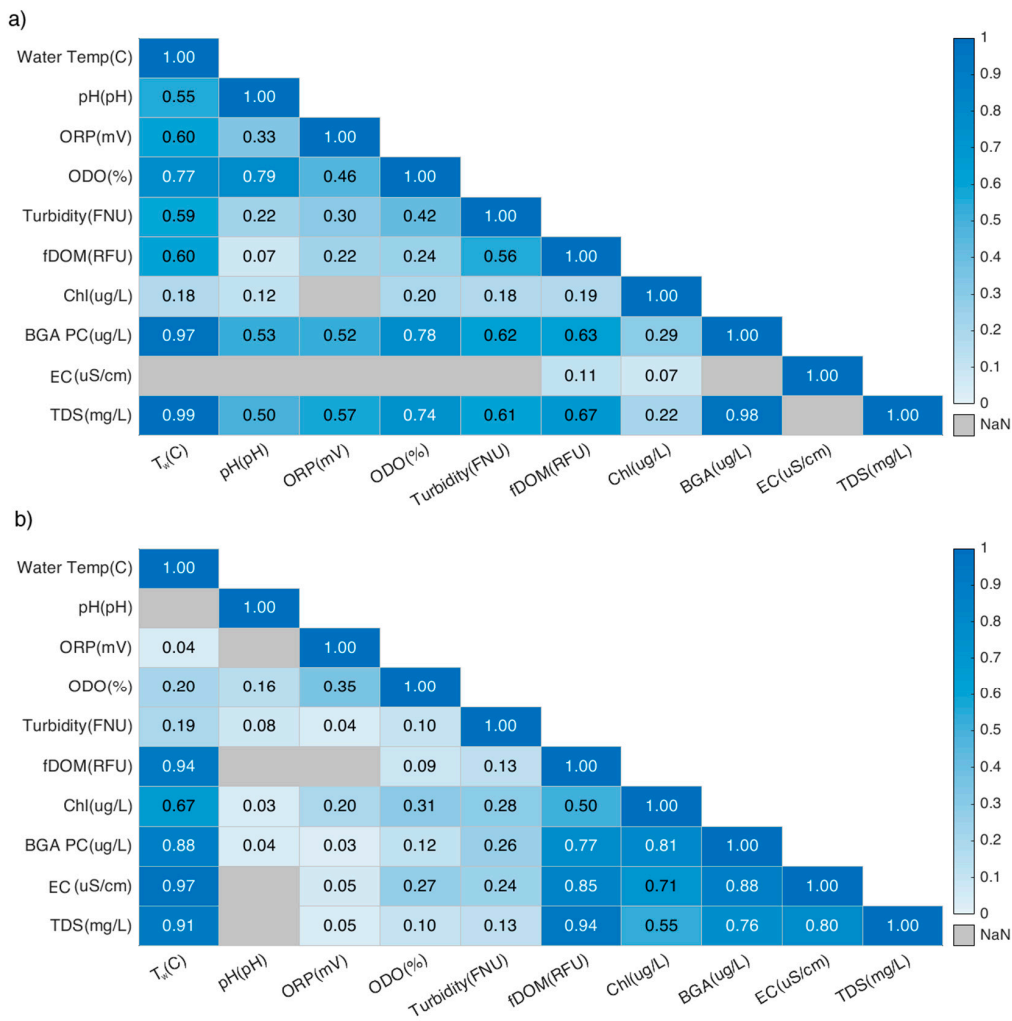 a)
Water Temp(C) 1.00
pH(pH) 0.55 1.00
ORP(mV) 0.60 0.33 1.00
ODO(%) 0.77 0.79 0.46 1.00
Turbidity(FNU) 0.59 0.22 0.30 0.42 1.00
fDOM(RFU) 0.60 0.07 0.22 0.24 0.56 1.00
Chl(ug/L) 0.18 0.12 0.20 0.18 0.19 1.00
BGA PC(ug/L) 0.97 0.53 0.52 0.78 0.62 0.63 0.29 1.00
EC(uS/cm) 0.11 0.07 1.00
TDS(mg/L) 0.99 0.50 0.57 0.74 0.61 0.67 0.22 0.98 1.00
Tw(C) pH(pH) ORP(mV) ODO(%) Turbidity(FNU) fDOM(RFU) Chl(ug/L) BGA(ug/L) EC(uS/cm) TDS(mg/L)
1
0.9
0.8
0.7
0.6
0.5
0.4
0.3
0.2
0.1
0
NaN
b)
Water Temp(C) 1.00
pH(pH) 1.00
ORP(mV) 0.04 1.00
ODO(%) 0.20 0.16 0.35 1.00
Turbidity(FNU) 0.19 0.08 0.04 0.10 1.00
fDOM(RFU) 0.94 0.09 0.13 1.00
Chl(ug/L) 0.67 0.03 0.20 0.31 0.28 0.50 1.00
BGA PC(ug/L) 0.88 0.04 0.03 0.12 0.26 0.77 0.81 1.00
EC(uS/cm) 0.97 0.05 0.27 0.24 0.85 0.71 0.88 1.00
TDS(mg/L) 0.91 0.05 0.10 0.13 0.94 0.55 0.76 0.80 1.00
Tw(C) pH(pH) ORP(mV) ODO(%) Turbidity(FNU) fDOM(RFU) Chl(ug/L) BGA(ug/L) EC(uS/cm) TDS(mg/L)
1
0.9
0.8
0.7
0.6
0.5
0.4
0.3
0.2
0.1
0
NaN